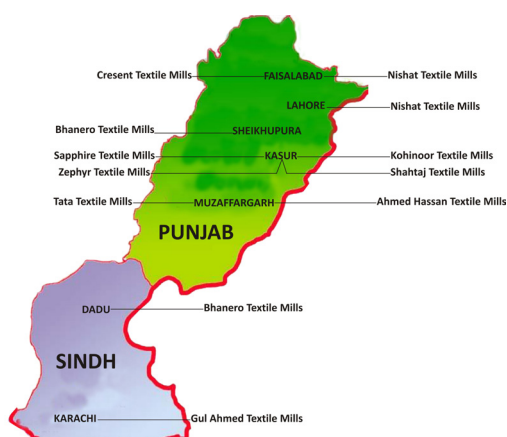 Cresent Textile Mills FAISALABAD Nishat Textile Mills
LAHORE Nishat Textile Mills
Bhanero Textile Mills SHEIKHUPURA
Sapphire Textile Mills KASUR Kohinoor Textile Mills
Zephyr Textile Mills Shahtaj Textile Mills
Tata Textile Mills MUZAFFARGARH Ahmed Hassan Textile Mills
PUNJAB
DADU Bhanero Textile Mills
SINDH
KARACHI Gul Ahmed Textile Mills